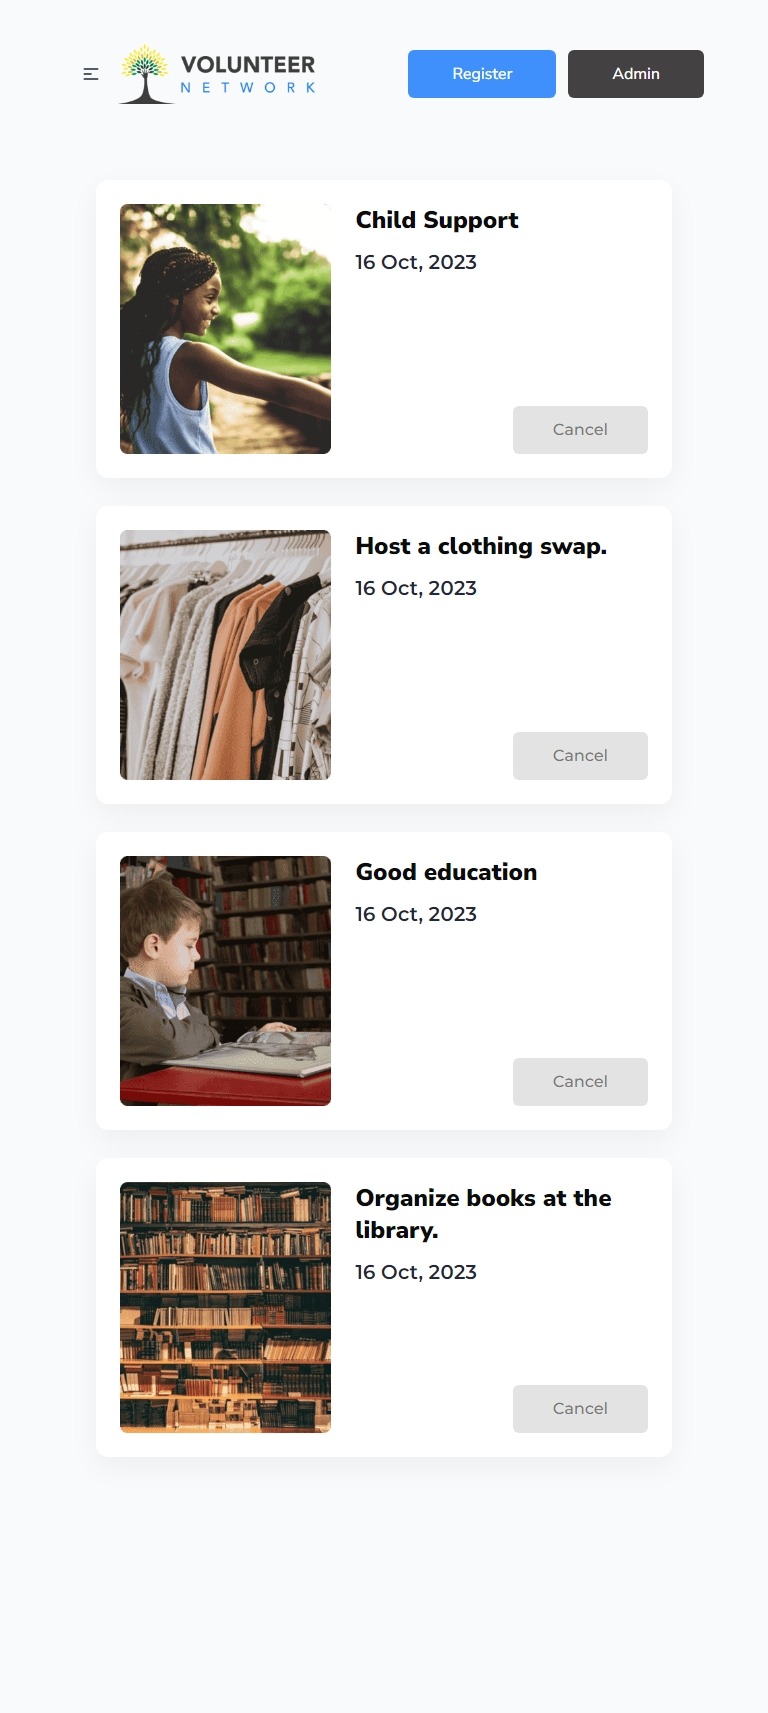 VOLUNTEER
NETWORK
Register
Admin
Child Support
16 Oct, 2023
Cancel
Host a clothing swap.
16 Oct, 2023
Cancel
Good education
16 Oct, 2023
Cancel
Organize books at the
library.
16 Oct, 2023
Cancel